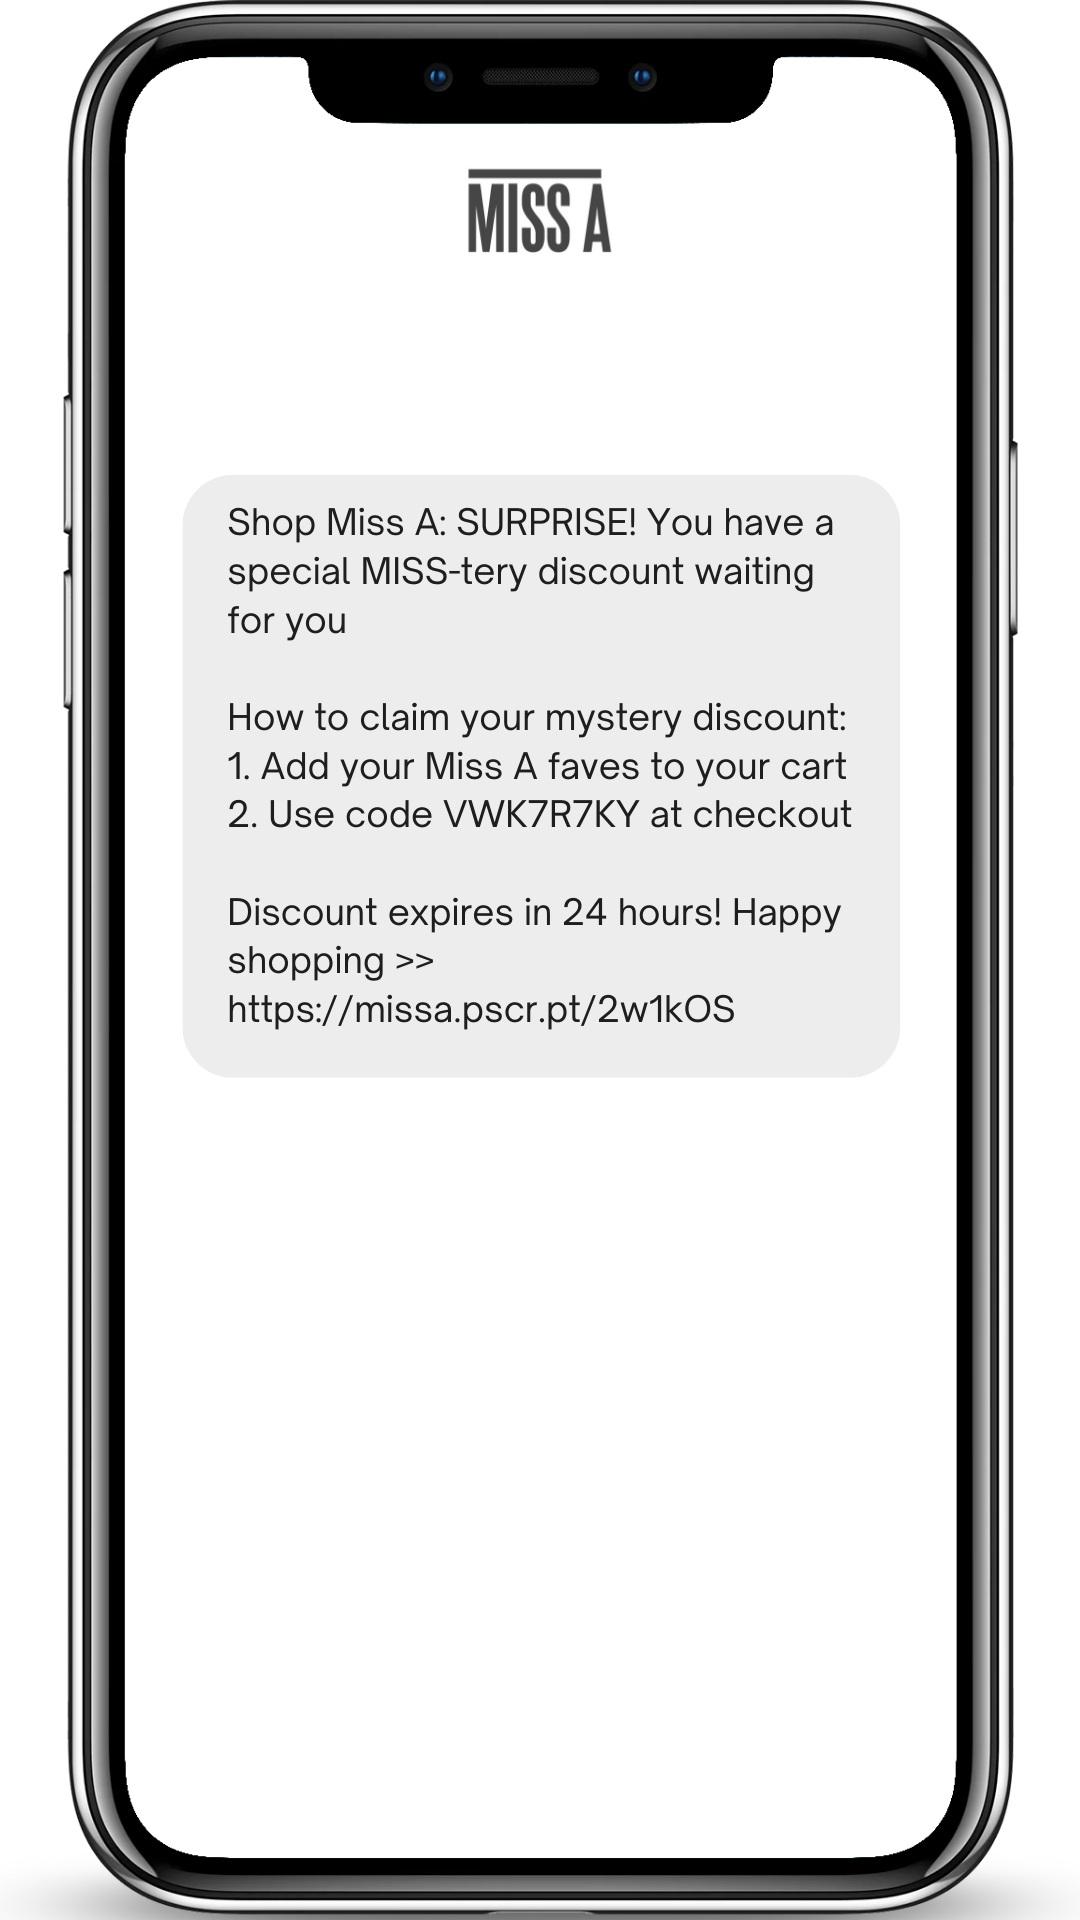 MISS A
Shop Miss A: SURPRISE! You have a
special MISS-tery discount waiting
for you
How to claim your mystery discount:
1. Add your Miss A faves to your cart
2. Use code VWK7R7KY at checkout
Discount expires in 24 hours! Happy
shopping >>
https://missa.pscr.pt/2w1kOS